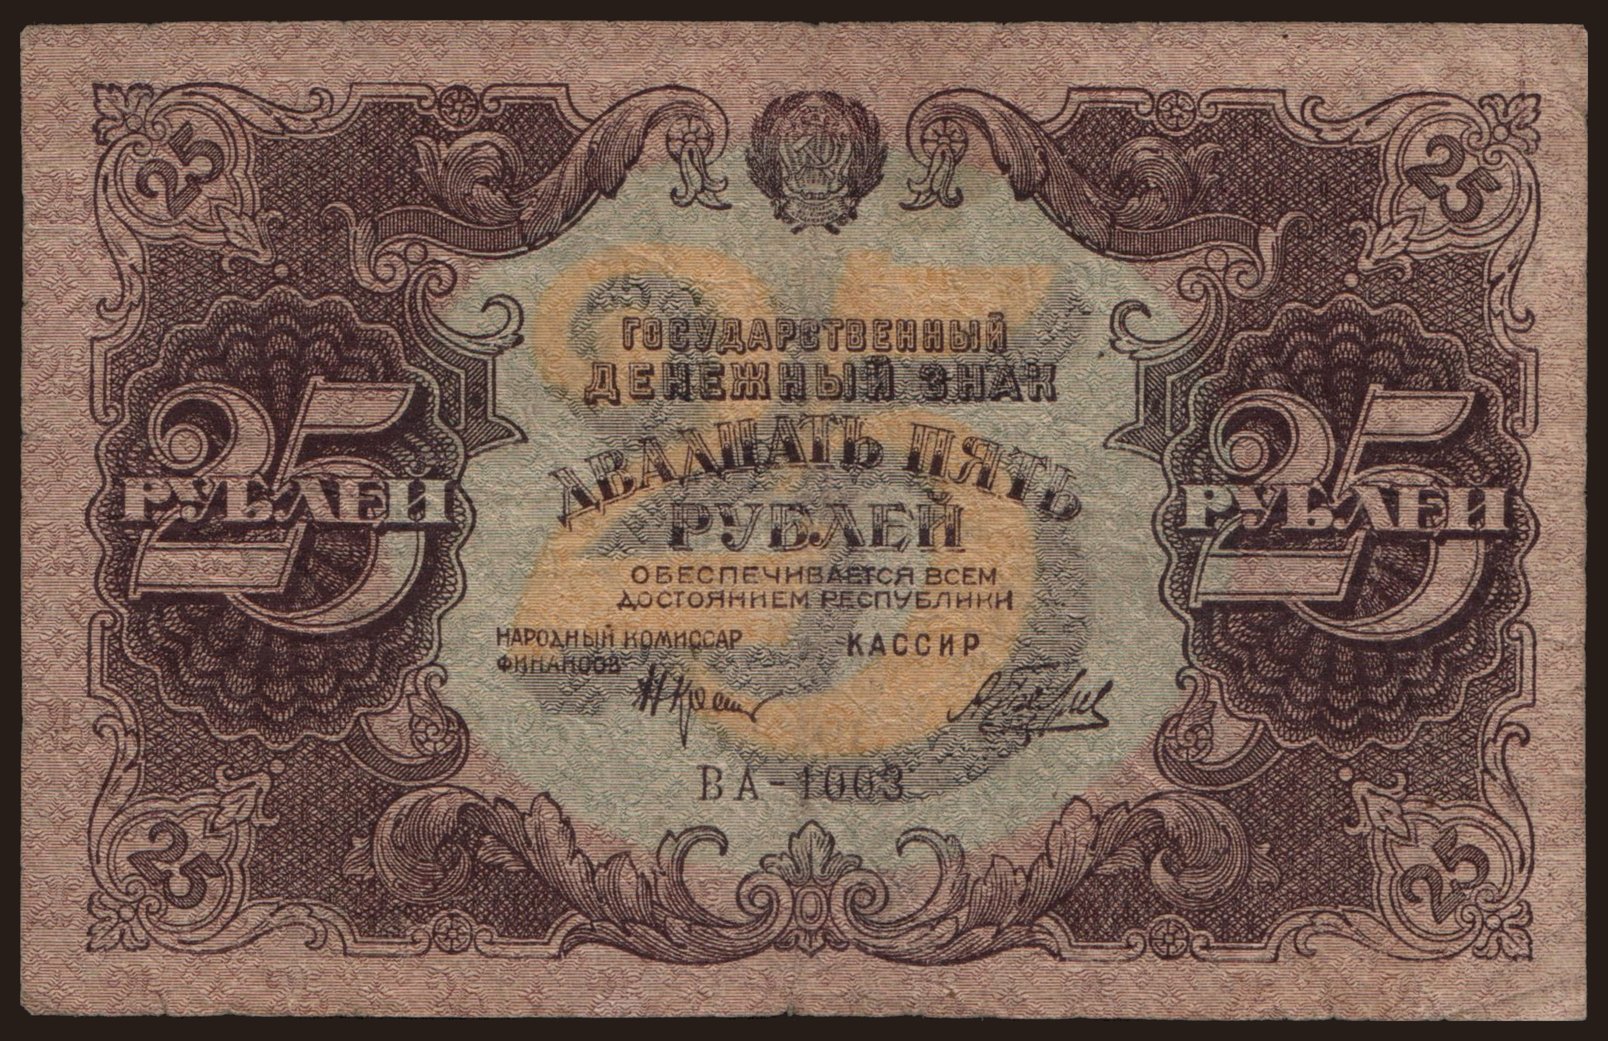 25
25
ГОСУДАРСТВЕННЫЙ
ДЕНЕЖНЫЙ ЗНАК
ДВАДЦАТЬ ПЯТЬ
РУБЛЕЙ
25 РУБЛЕЙ
25 РУБЛЕЙ
ОБЕСПЕЧИВАЕТСЯ ВСЕМ
ДОСТОЯНИЕМ РЕСПУБЛИКИ
НАРОДНЫЙ КОМИССАР
ФИНАНСОВ
КАССИР
ВА-1003
25
25